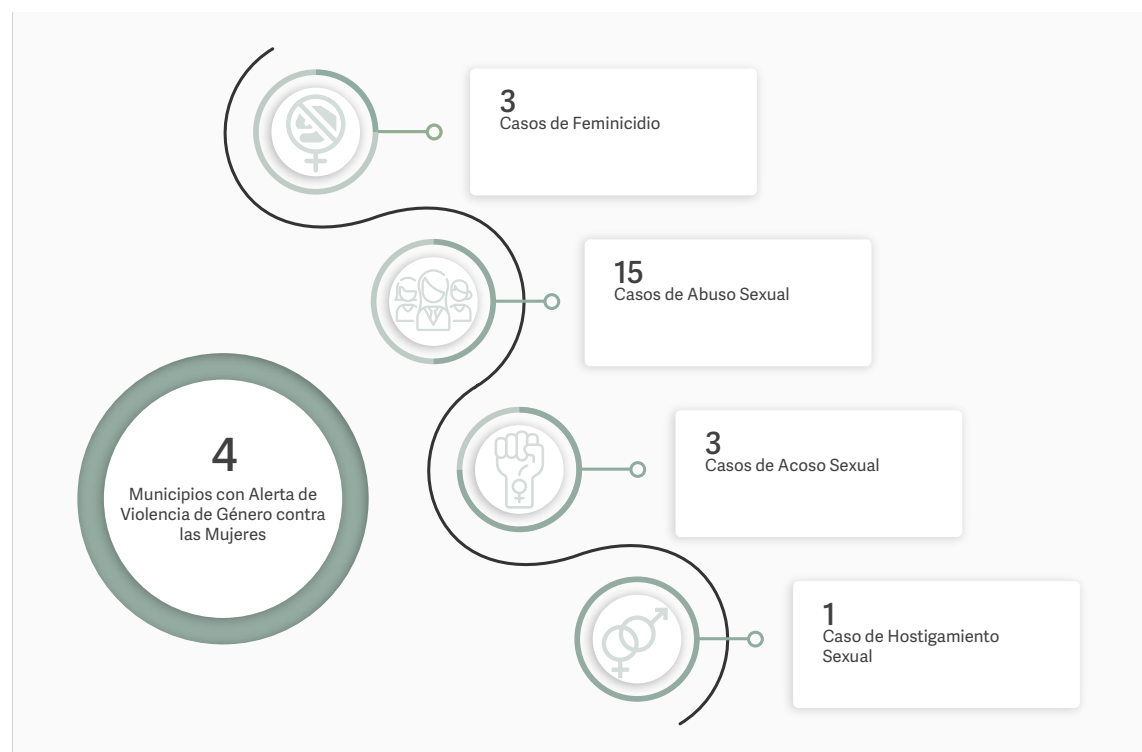 3
Casos de Feminicidio
15
Casos de Abuso Sexual
4
Municipios con Alerta de
Violencia de Género contra
las Mujeres
3
Casos de Acoso Sexual
1
Caso de Hostigamiento
Sexual